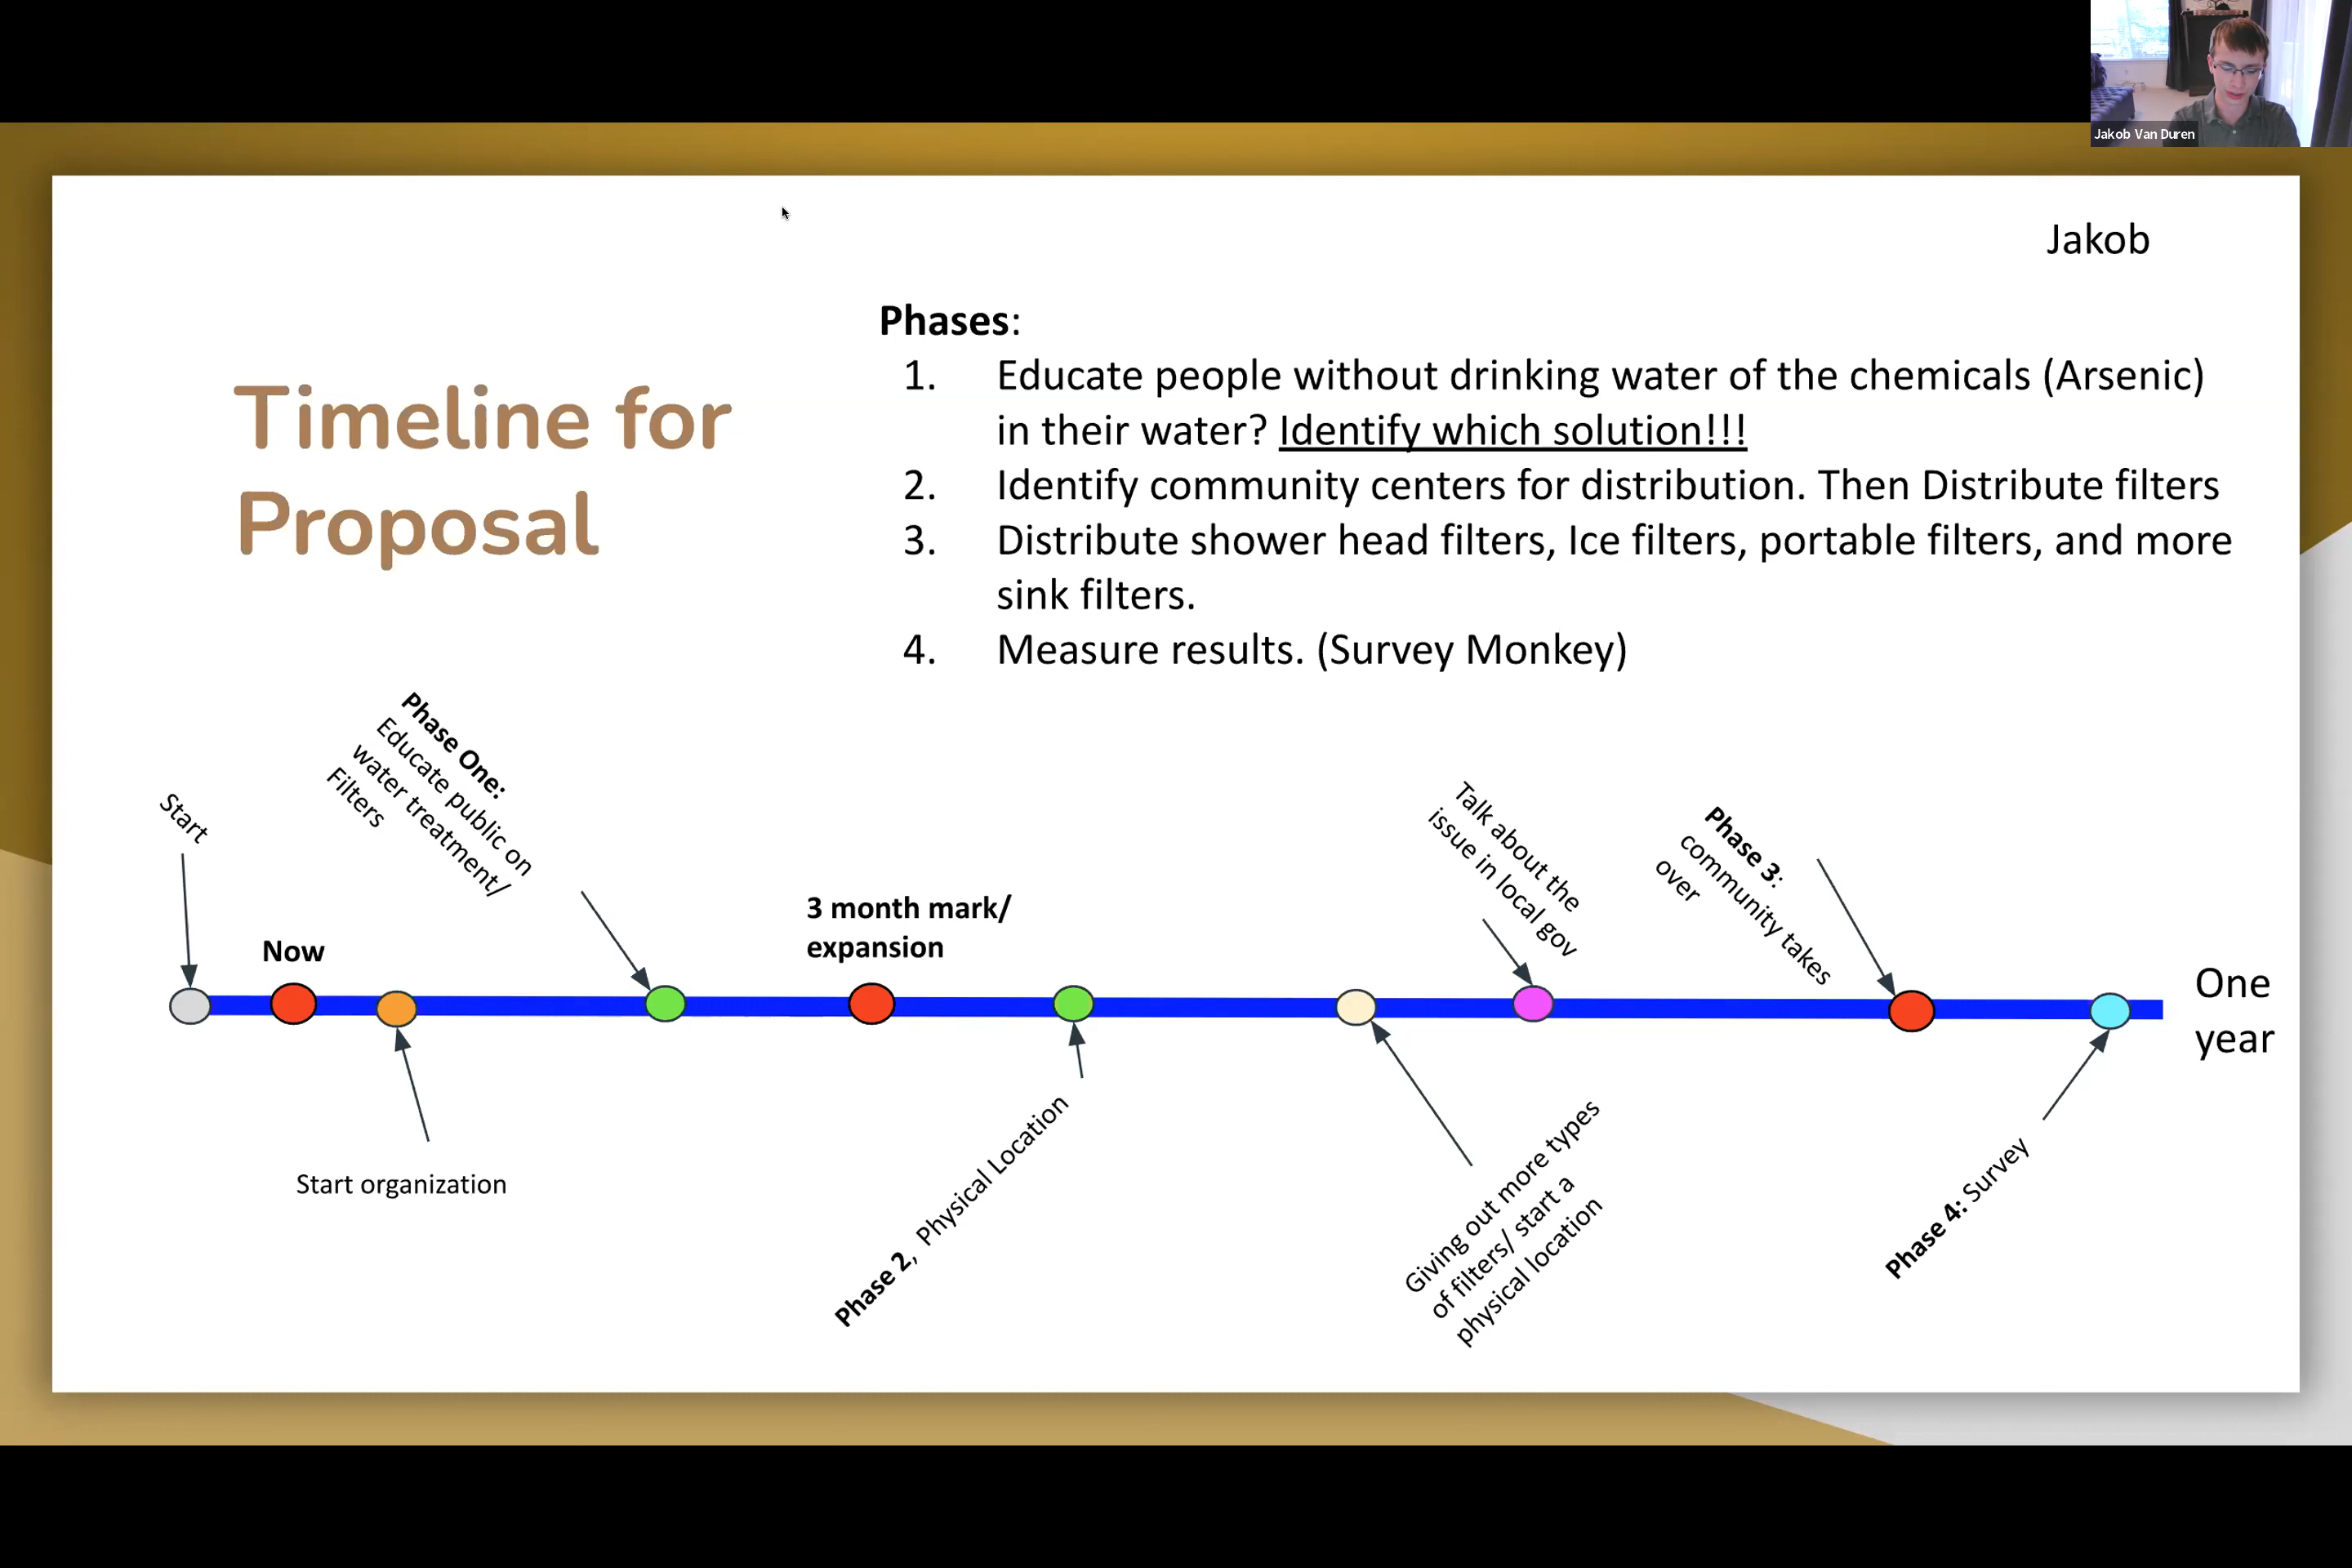 Jakob Van Duren
Jakob
Timeline for
Proposal
Phases:
1. Educate people without drinking water of the chemicals (Arsenic)
in their water? Identify which solution!!!
2. Identify community centers for distribution. Then Distribute filters
3. Distribute shower head filters, Ice filters, portable filters, and more
sink filters.
4. Measure results. (Survey Monkey)
Start
Now
Start organization
Phase One:
Educate public on
water treatment/
Filters
3 month mark/
expansion
Phase 2, Physical Location
Giving out more types
of filters/ start a
physical location
Talk about the
issue in local gov
Phase 3:
community takes
over
Phase 4: Survey
One
year